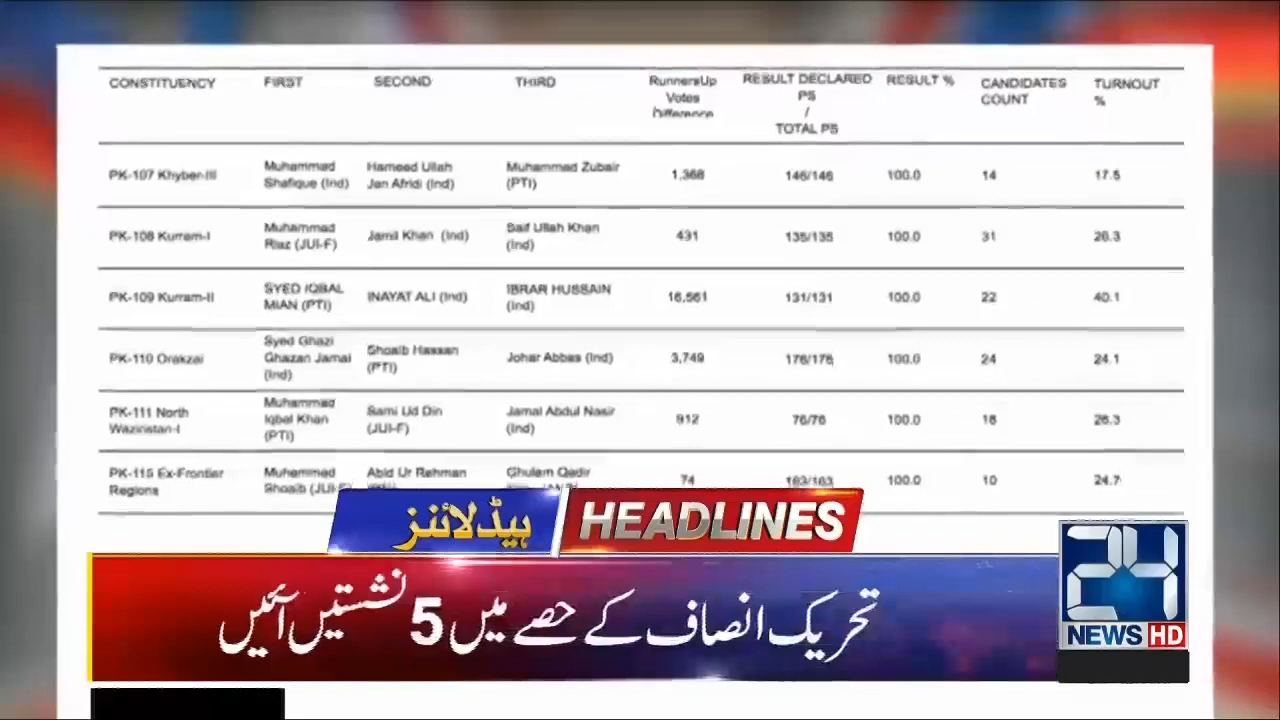 CONSTITUENCY FIRST SECOND THIRD RunnersUp Votes Difference RESULT DECLARED PS / TOTAL PS RESULT % CANDIDATES COUNT TURNOUT %
PK-107 Khyber-III Muhammad Shafique (Ind) Hameed Ullah Jan Afridi (Ind) Muhammad Zubair (PTI) 1,368 146/146 100.0 14 17.5
PK-108 Kurram-I Muhammad Riaz (JUI-F) Jamil Khan (Ind) Saif Ullah Khan (Ind) 431 135/135 100.0 31 26.3
PK-109 Kurram-II SYED IQBAL MIAN (PTI) INAYAT ALI (Ind) IBRAR HUSSAIN (Ind) 16,561 131/131 100.0 22 40.1
PK-110 Orakzai Syed Ghazi Ghazan Jamal (Ind) Shoaib Hassan (PTI) Johar Abbas (Ind) 3,749 176/176 100.0 24 24.1
PK-111 North Waziristan-I Muhammad Iqbal Khan (PTI) Sami Ud Din (JUI-F) Jamal Abdul Nasir (Ind) 912 76/76 100.0 18 26.3
PK-115 Ex-Frontier Regions Muhammad Shoaib Abid Ur Rehman Ghulam Qadir 74 163/163 100.0 10 24.7
ہیڈلائنز HEADLINES
تحریک انصاف کے حصے میں 5 نشستیں آئیں
24
NEWS HD